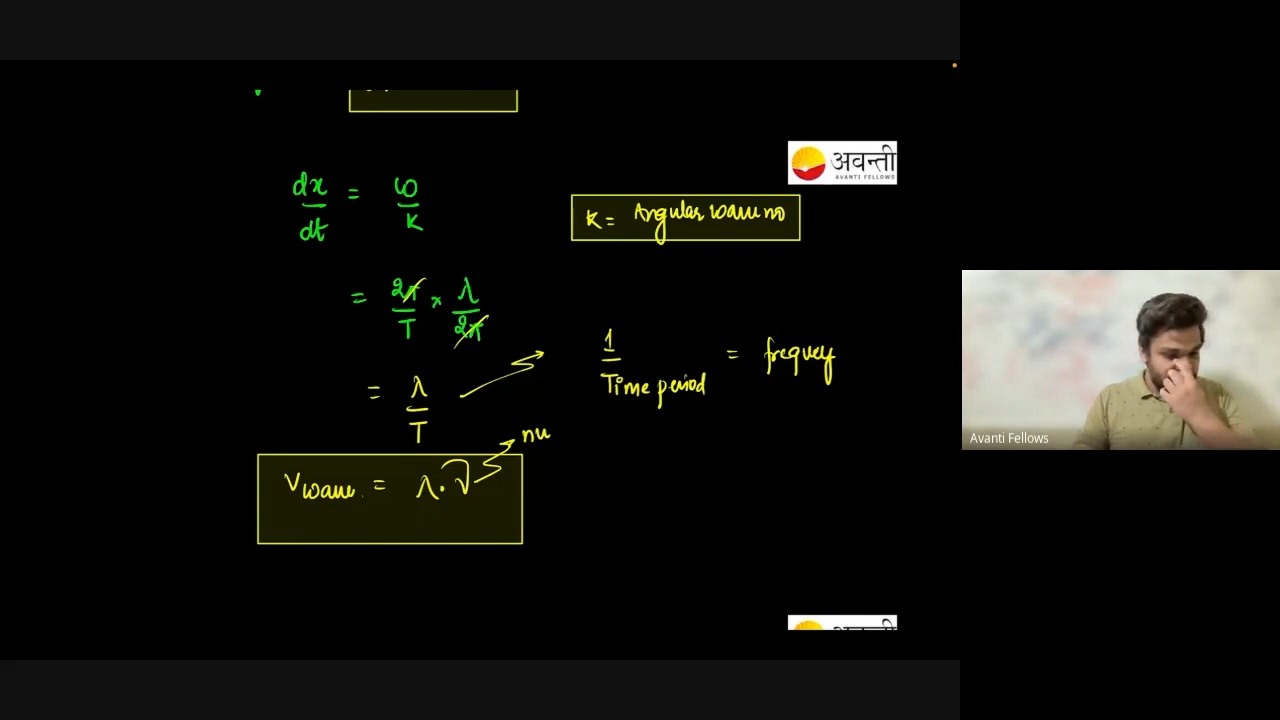 अवन्ती
AVANTI FELLOWS
dx/dt = ω/K
K = Angular wave no
= 2π/T × λ/2π
= λ/T
1/Time period = frequey
nu
Vwave = λ.ν
Avanti Fellows